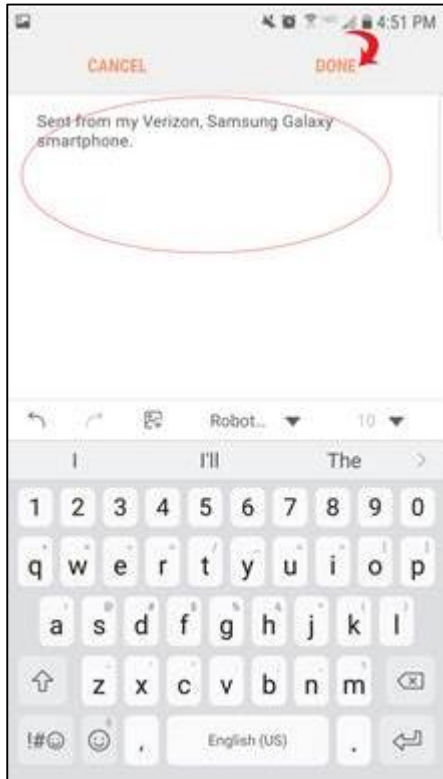 4:51 PM
CANCEL DONE
Sent from my Verizon, Samsung Galaxy
smartphone.
Robot... 10
I I'll The
1 2 3 4 5 6 7 8 9 0
q w e r t y u i o p
a s d f g h j k l
z x c v b n m
!#☺ , English (US) .